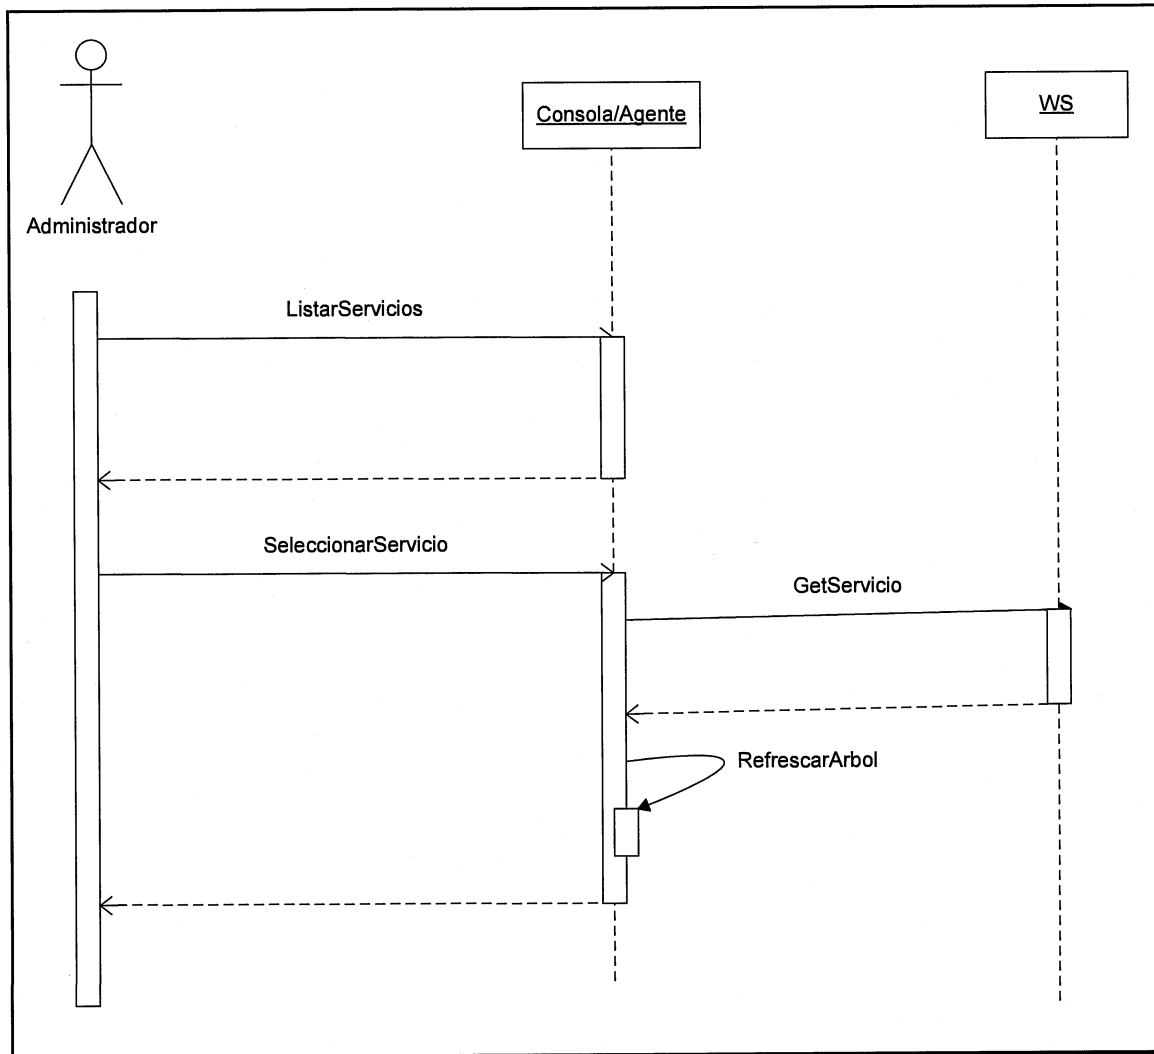 Consola/Agente
WS
Administrador
ListarServicios
SeleccionarServicio
GetServicio
RefrescarArbol